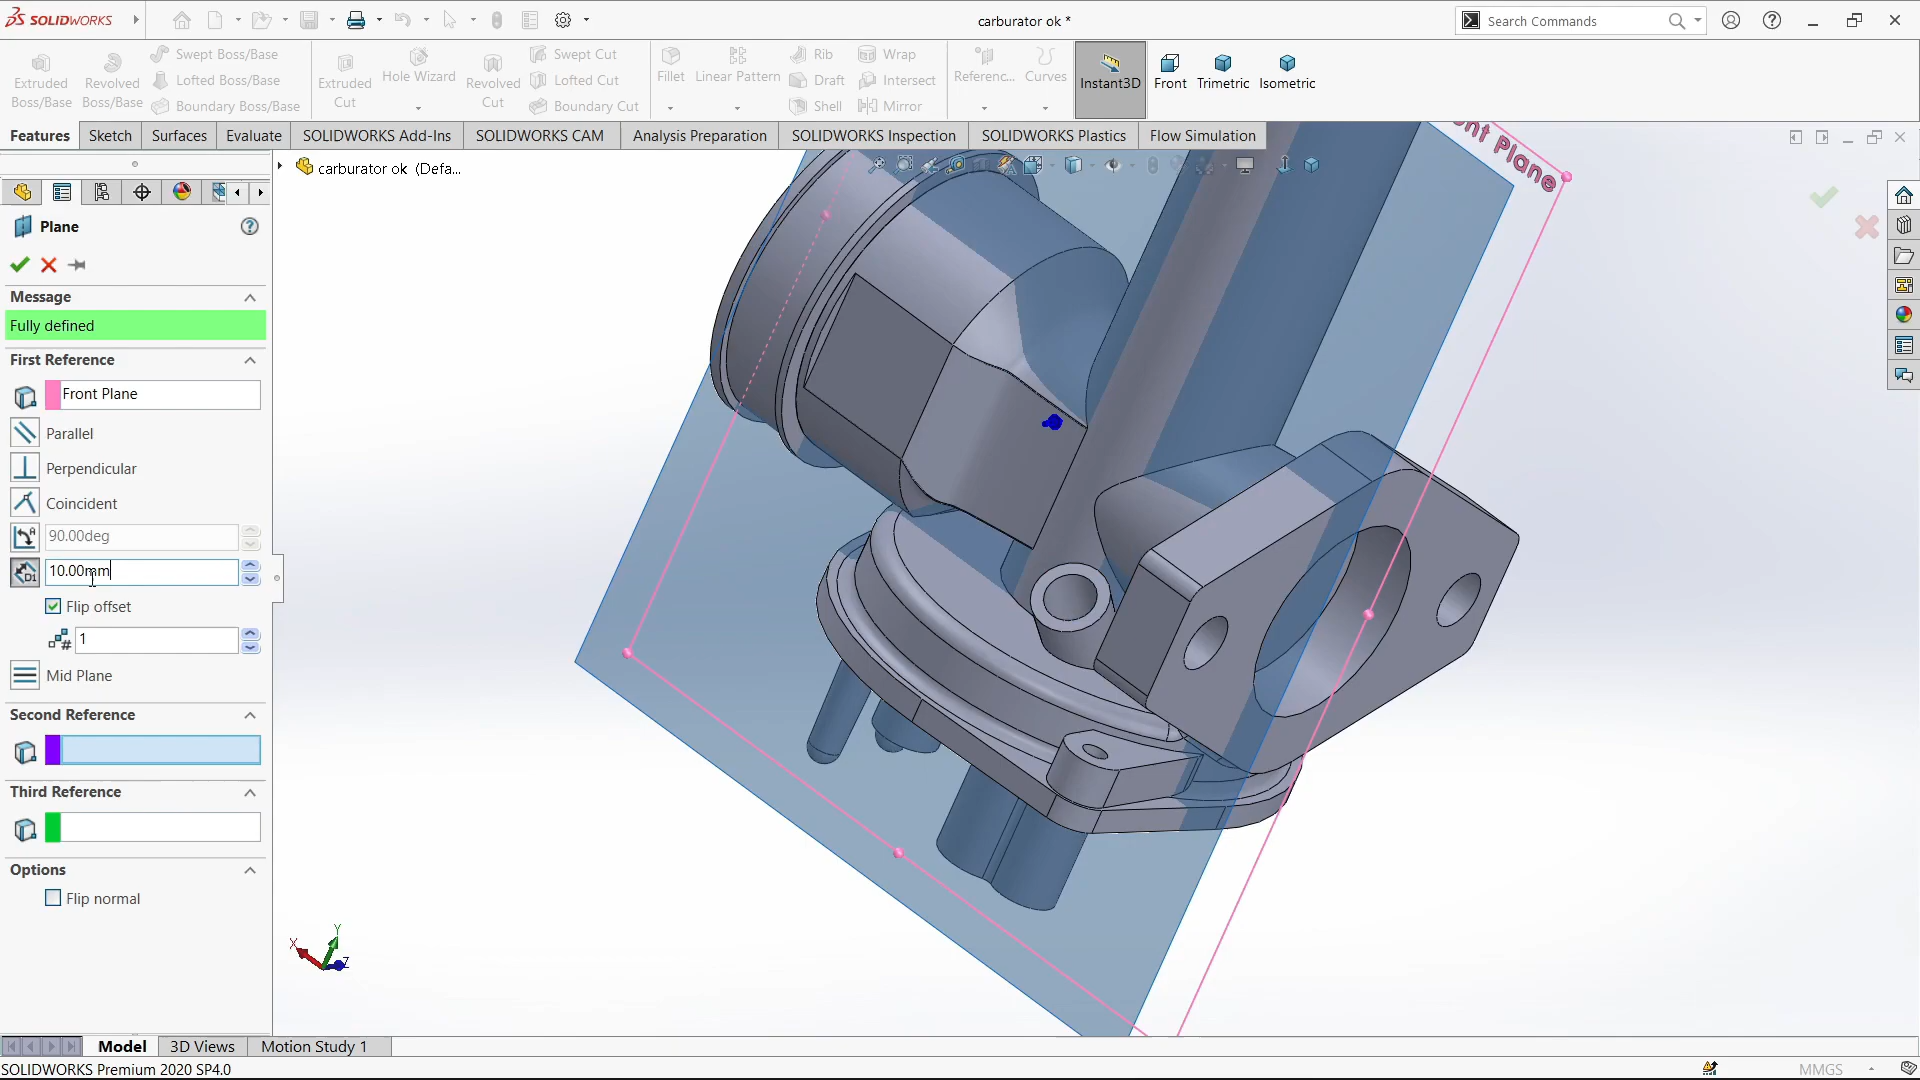 SOLIDWORKS
carburator ok *
Search Commands
Extruded Boss/Base
Revolved Boss/Base
Swept Boss/Base
Lofted Boss/Base
Boundary Boss/Base
Extruded Cut
Hole Wizard
Revolved Cut
Swept Cut
Lofted Cut
Boundary Cut
Fillet
Linear Pattern
Rib
Draft
Shell
Wrap
Intersect
Mirror
Referenc...
Curves
Instant3D
Front
Trimetric
Isometric
Features
Sketch
Surfaces
Evaluate
SOLIDWORKS Add-Ins
SOLIDWORKS CAM
Analysis Preparation
SOLIDWORKS Inspection
SOLIDWORKS Plastics
Flow Simulation
carburator ok (Defa...
nt Plane
Plane
Message
Fully defined
First Reference
Front Plane
Parallel
Perpendicular
Coincident
90.00deg
10.00mm
Flip offset
1
Mid Plane
Second Reference
Third Reference
Options
Flip normal
X
Y
Z
Model
3D Views
Motion Study 1
SOLIDWORKS Premium 2020 SP4.0
MMGS